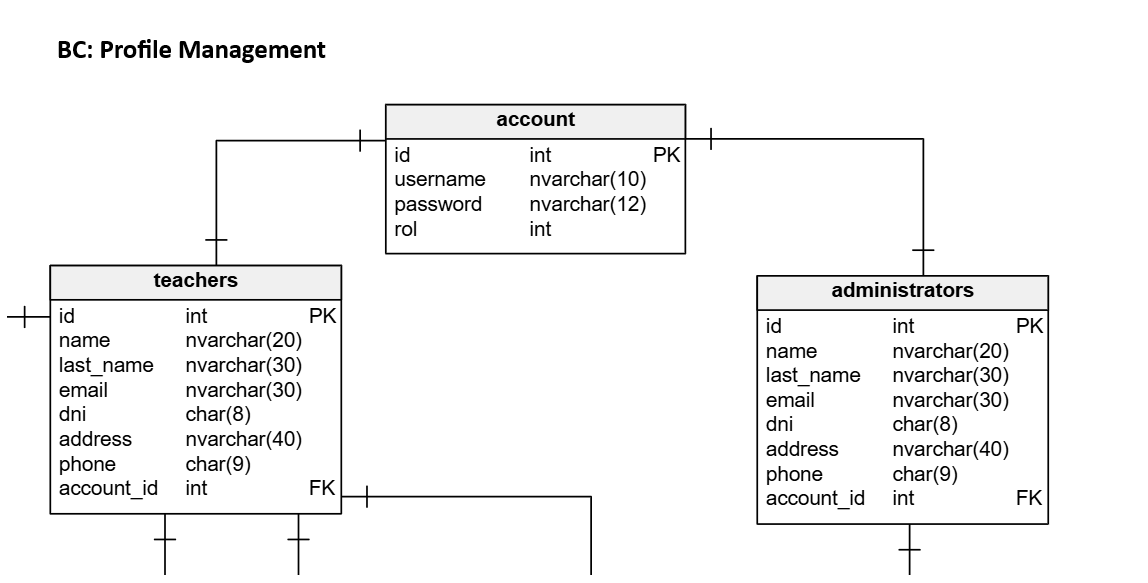 BC: Profile Management
account
id int PK
username nvarchar(10)
password nvarchar(12)
rol int
teachers
id int PK
name nvarchar(20)
last_name nvarchar(30)
email nvarchar(30)
dni char(8)
address nvarchar(40)
phone char(9)
account_id int FK
administrators
id int PK
name nvarchar(20)
last_name nvarchar(30)
email nvarchar(30)
dni char(8)
address nvarchar(40)
phone char(9)
account_id int FK